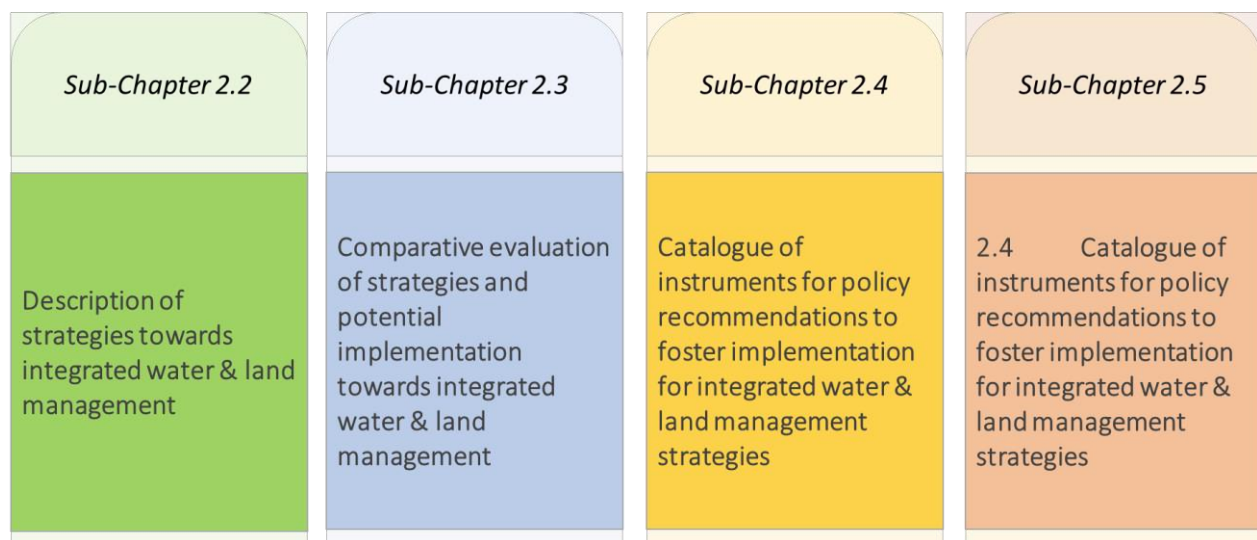 Sub-Chapter 2.2
Sub-Chapter 2.3
Sub-Chapter 2.4
Sub-Chapter 2.5
Description of
strategies towards
integrated water & land
management
Comparative evaluation
of strategies and
potential
implementation
towards integrated
water & land
management
Catalogue of
instruments for policy
recommendations to
foster implementation
for integrated water &
land management
strategies
2.4 Catalogue of
instruments for policy
recommendations to
foster implementation
for integrated water &
land management
strategies